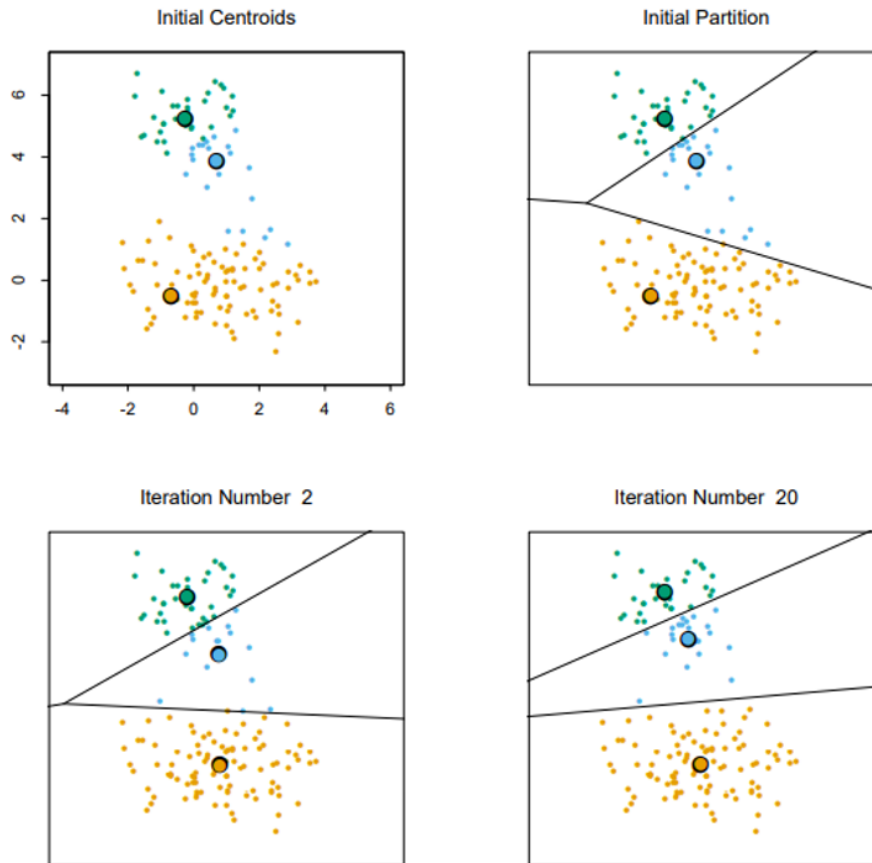 Initial Centroids
Initial Partition
6
4
2
0
-2
-4 -2 0 2 4 6
Iteration Number 2
Iteration Number 20